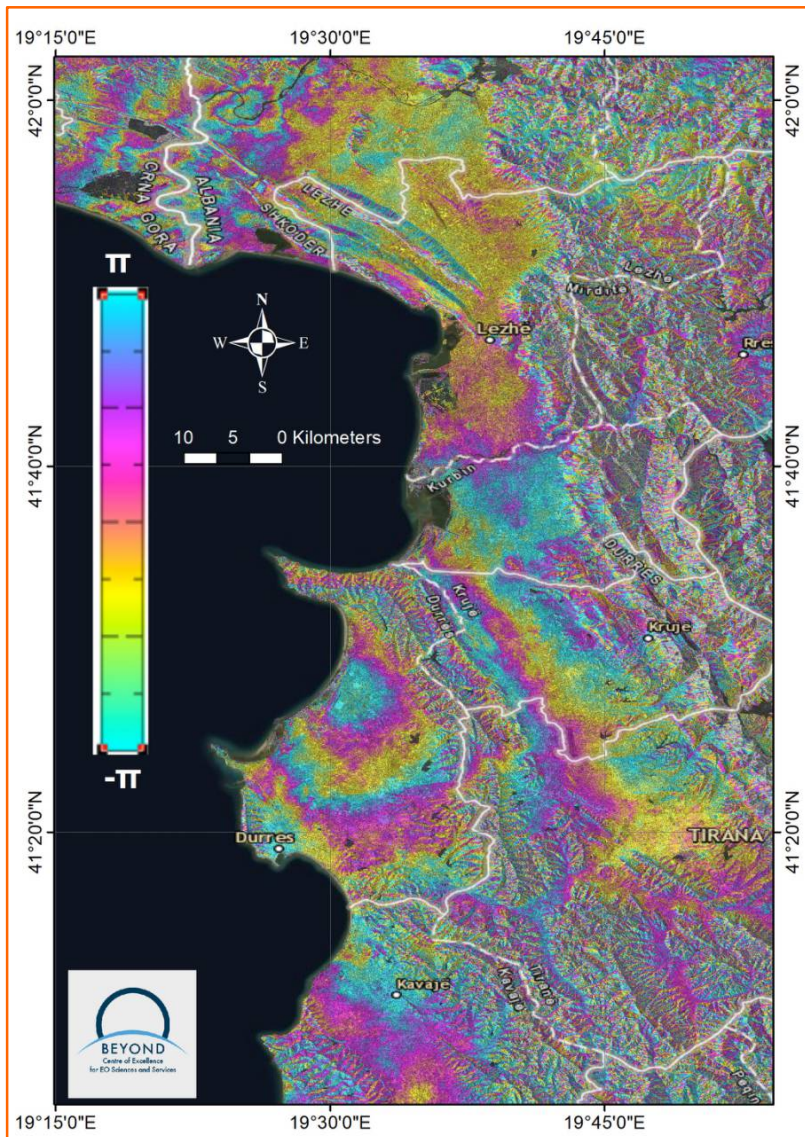 19°15'0"E 19°30'0"E 19°45'0"E
42°0'0"N
42°0'0"N
CRNA GORA
ALBANIA
SHKODER
LEZHE
π
N
W E
S
Lezhe
Mirdite
Lezhe
Rres
10 5 0 Kilometers
41°40'0"N
41°40'0"N
Kurbin
DURRES
Kruje
Durres
Kruje
-π
41°20'0"N
41°20'0"N
Durres
TIRANA
Kavaje
Tirane
Kavaje
Peqin
BEYOND
Centre of Excellence
for EO Sciences and Services
19°15'0"E 19°30'0"E 19°45'0"E